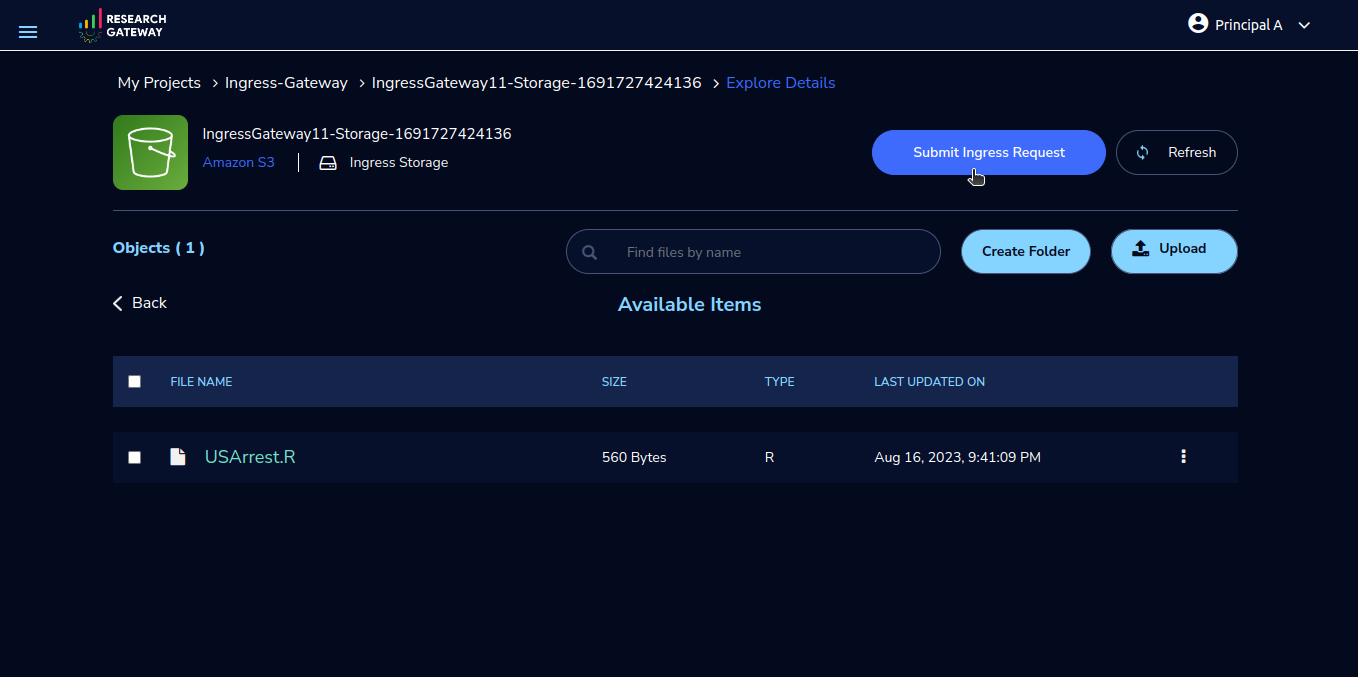 RESEARCH
GATEWAY
Principal A
My Projects > Ingress-Gateway > IngressGateway11-Storage-1691727424136 > Explore Details
IngressGateway11-Storage-1691727424136
Amazon S3 | Ingress Storage
Submit Ingress Request
Refresh
Objects ( 1 )
Find files by name
Create Folder
Upload
Back
Available Items
FILE NAME SIZE TYPE LAST UPDATED ON
USArrest.R 560 Bytes R Aug 16, 2023, 9:41:09 PM